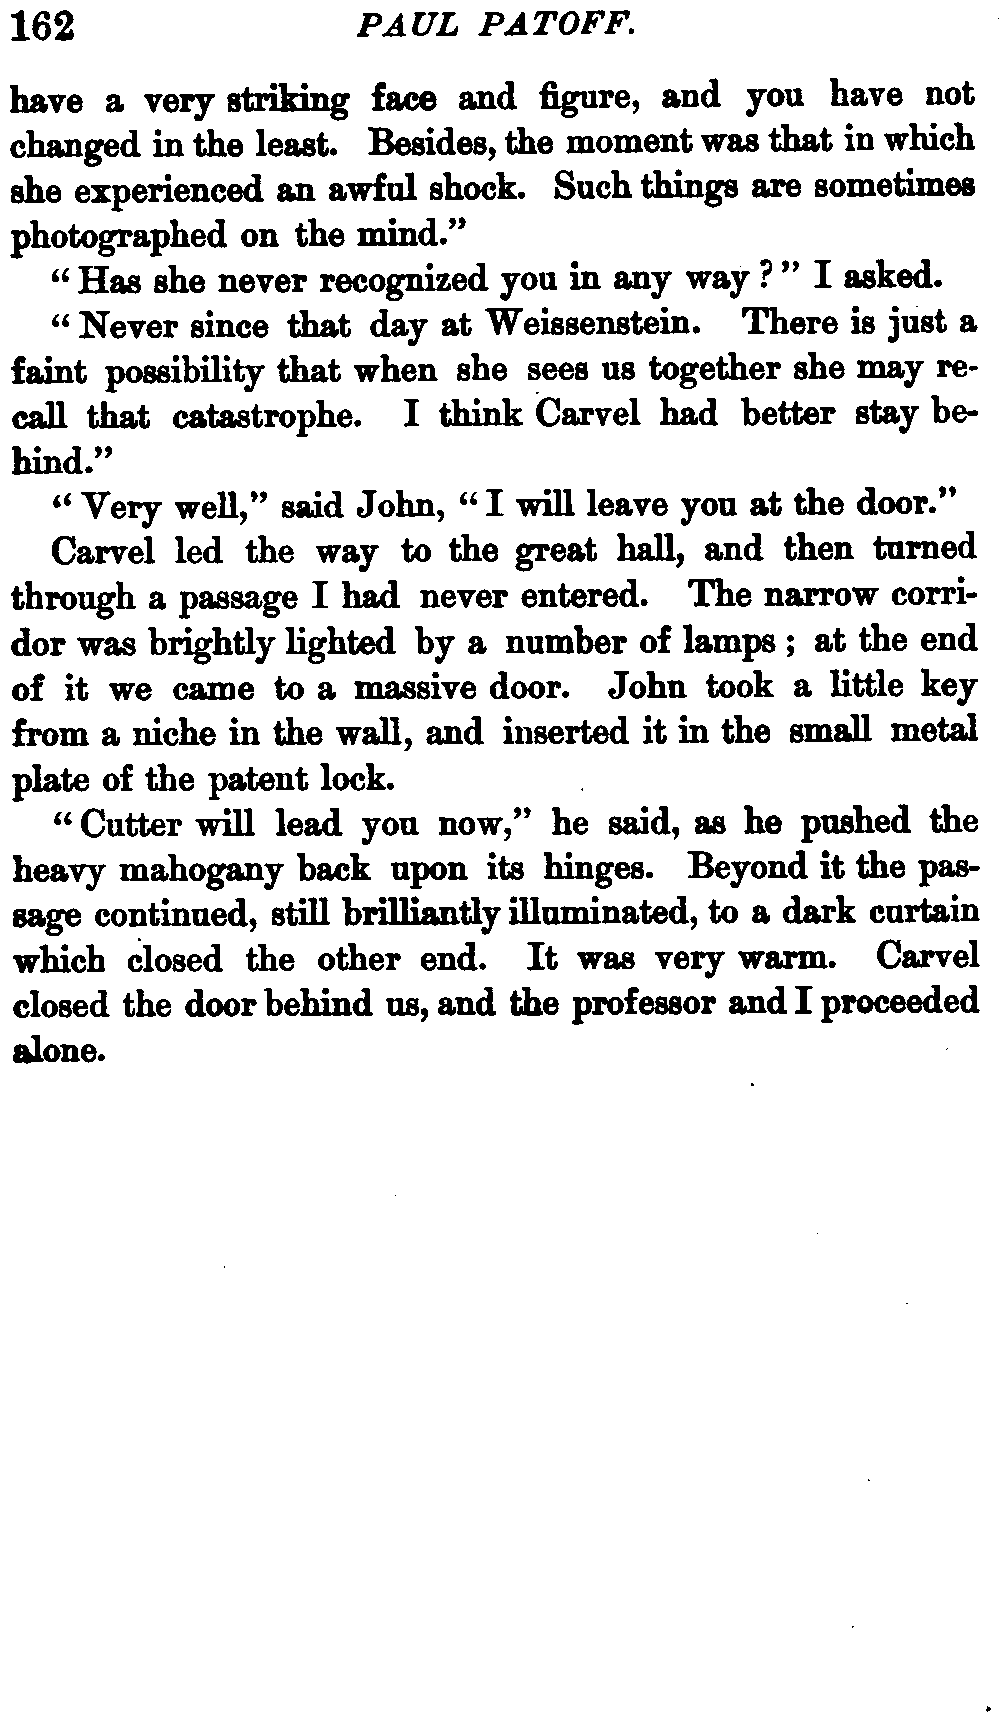 162 PAUL PATOFF.
have a very striking face and figure, and you have not
changed in the least. Besides, the moment was that in which
she experienced an awful shock. Such things are sometimes
photographed on the mind.”
“ Has she never recognized you in any way ? ” I asked.
“ Never since that day at Weissenstein. There is just a
faint possibility that when she sees us together she may re-
call that catastrophe. I think Carvel had better stay be-
hind.”
“ Very well,” said John, “ I will leave you at the door.”
Carvel led the way to the great hall, and then turned
through a passage I had never entered. The narrow corri-
dor was brightly lighted by a number of lamps ; at the end
of it we came to a massive door. John took a little key
from a niche in the wall, and inserted it in the small metal
plate of the patent lock.
“ Cutter will lead you now,” he said, as he pushed the
heavy mahogany back upon its hinges. Beyond it the pas-
sage continued, still brilliantly illuminated, to a dark curtain
which closed the other end. It was very warm. Carvel
closed the door behind us, and the professor and I proceeded
alone.